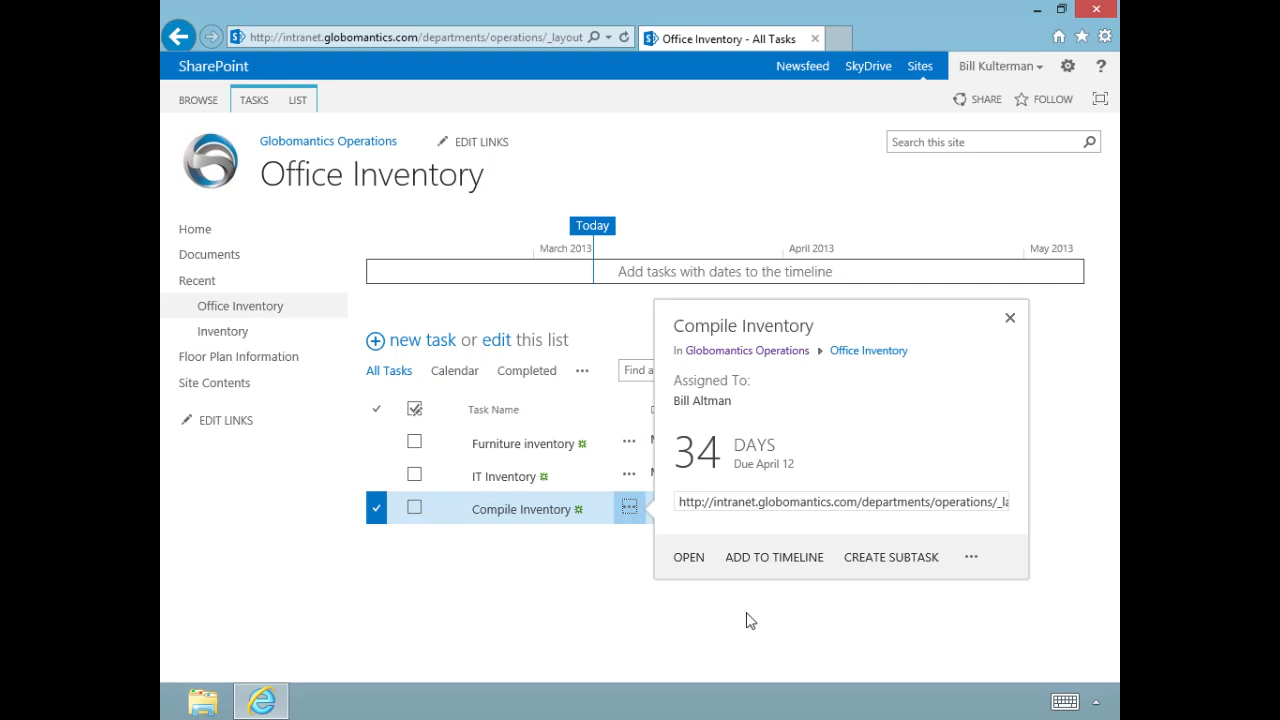 http://intranet.globomantics.com/departments/operations/_layout
Office Inventory - All Tasks
SharePoint
Newsfeed
SkyDrive
Sites
Bill Kulterman
?
BROWSE
TASKS
LIST
SHARE
FOLLOW
Globomantics Operations
EDIT LINKS
Search this site
Office Inventory
Home
Documents
Recent
Office Inventory
Inventory
Floor Plan Information
Site Contents
EDIT LINKS
Today
March 2013
April 2013
May 2013
Add tasks with dates to the timeline
new task or edit this list
All Tasks
Calendar
Completed
Find a
Task Name
Furniture inventory
IT Inventory
Compile Inventory
Compile Inventory
In Globomantics Operations ▸ Office Inventory
Assigned To:
Bill Altman
34 DAYS
Due April 12
http://intranet.globomantics.com/departments/operations/_la
OPEN
ADD TO TIMELINE
CREATE SUBTASK